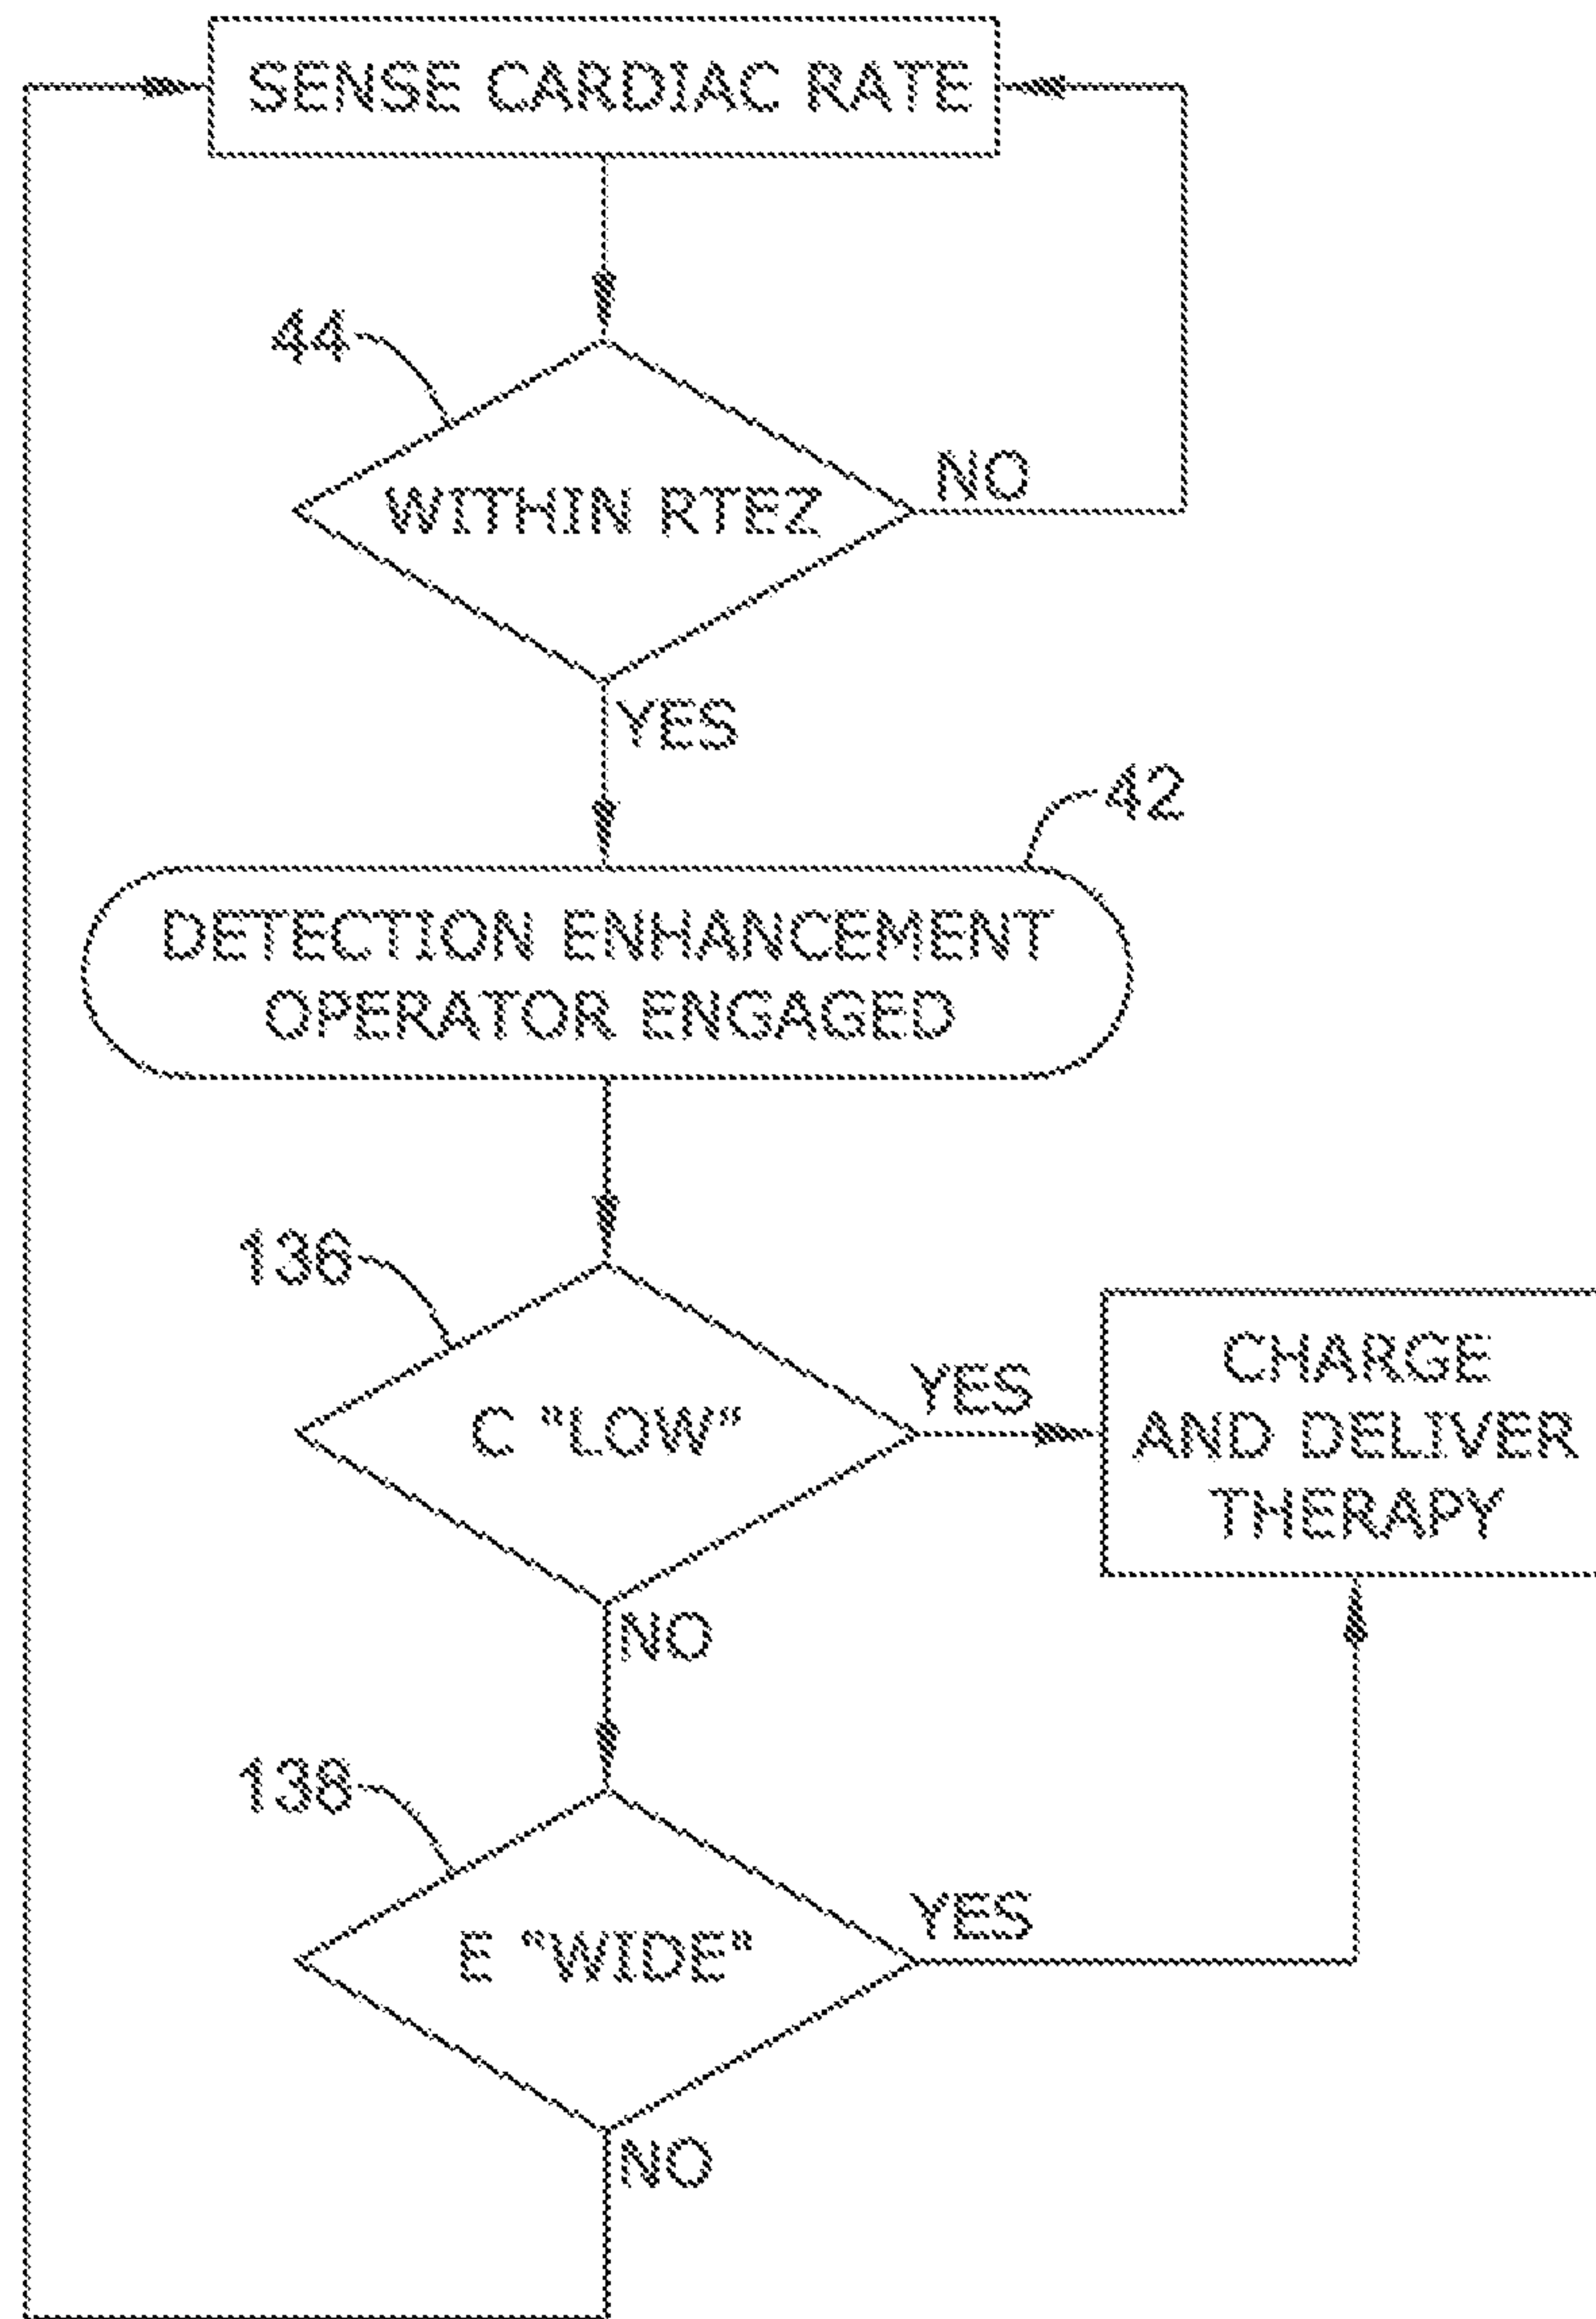 SENSE CARDIAC RATE
44
WITHIN RTEZ
NO
YES
42
DETECTION ENHANCEMENT
OPERATOR ENGAGED
136
C "LOW"
YES
CHARGE
AND DELIVER
THERAPY
NO
138
E "WIDE"
YES
NO